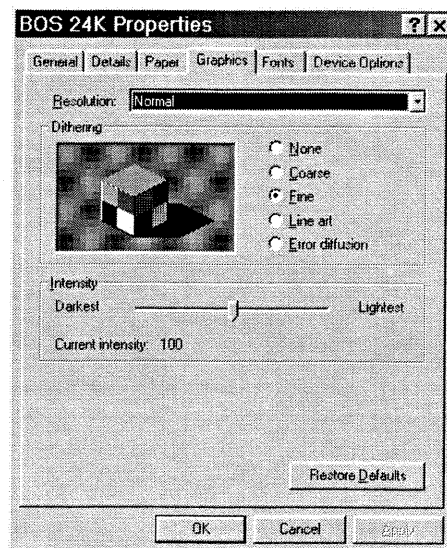 BOS 24K Properties ? x
General Details Paper Graphics Fonts Device Options
Resolution: Normal
Dithering
None
Coarse
Fine
Line art
Error diffusion
Intensity
Darkest Lightest
Current intensity: 100
Restore Defaults
OK Cancel Apply